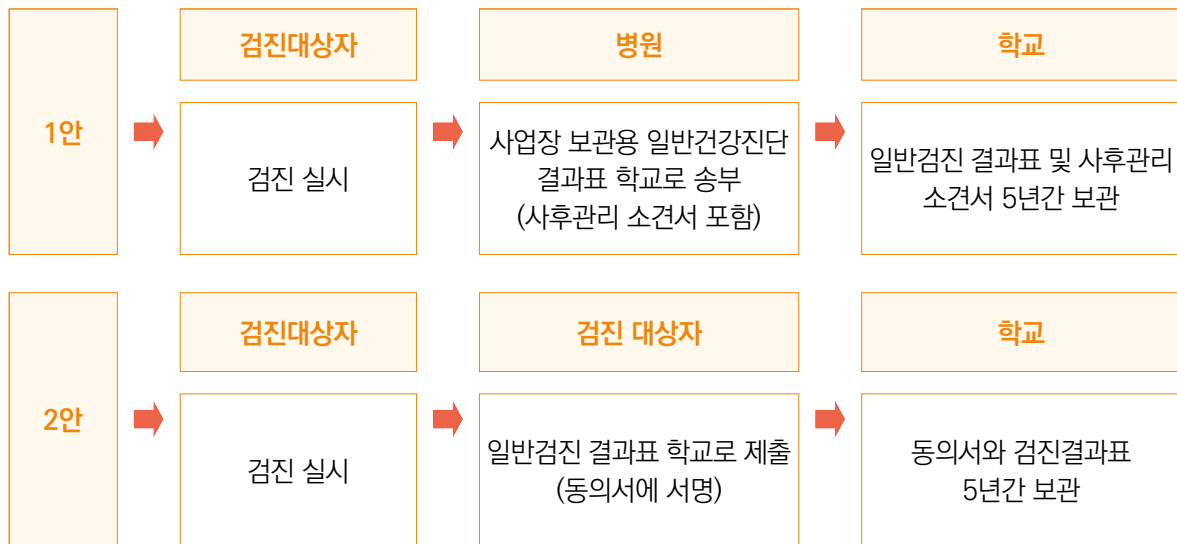 검진대상자
병원
학교
1안
검진 실시
사업장 보관용 일반건강진단
결과표 학교로 송부
(사후관리 소견서 포함)
일반검진 결과표 및 사후관리
소견서 5년간 보관
검진대상자
검진 대상자
학교
2안
검진 실시
일반검진 결과표 학교로 제출
(동의서에 서명)
동의서와 검진결과표
5년간 보관